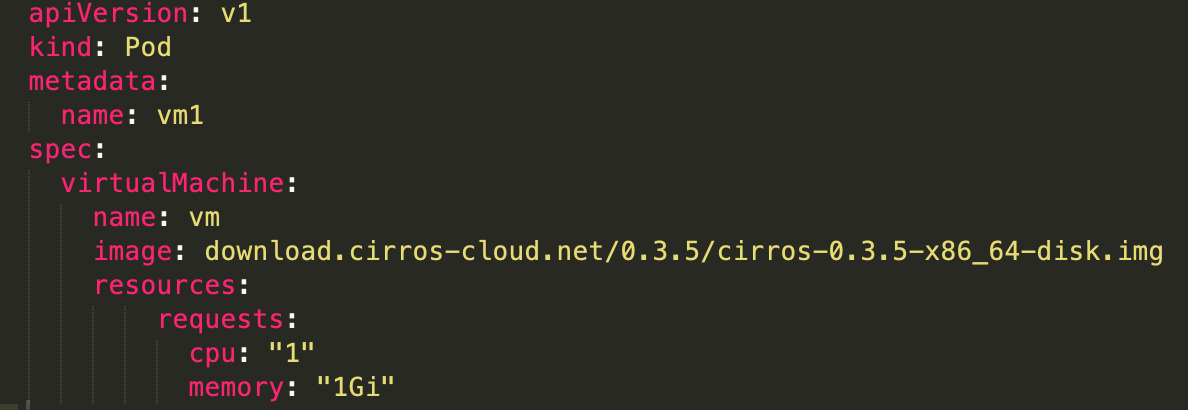 apiVersion: v1
kind: Pod
metadata:
  name: vm1
spec:
  virtualMachine:
    name: vm
    image: download.cirros-cloud.net/0.3.5/cirros-0.3.5-x86_64-disk.img
    resources:
        requests:
          cpu: "1"
          memory: "1Gi"